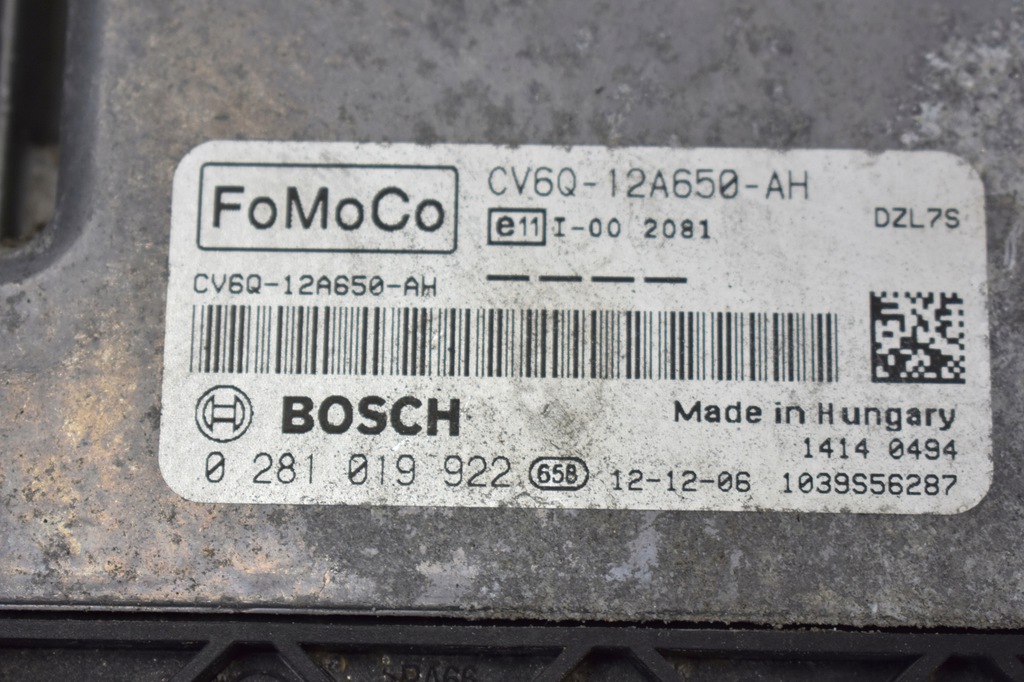 FoMoCo
CV6Q-12A650-AH
e11 I-00 2081
DZL7S
CV6Q-12A650-AH
BOSCH
Made in Hungary
1414 0494
0 281 019 922 658 12-12-06 1039S56287